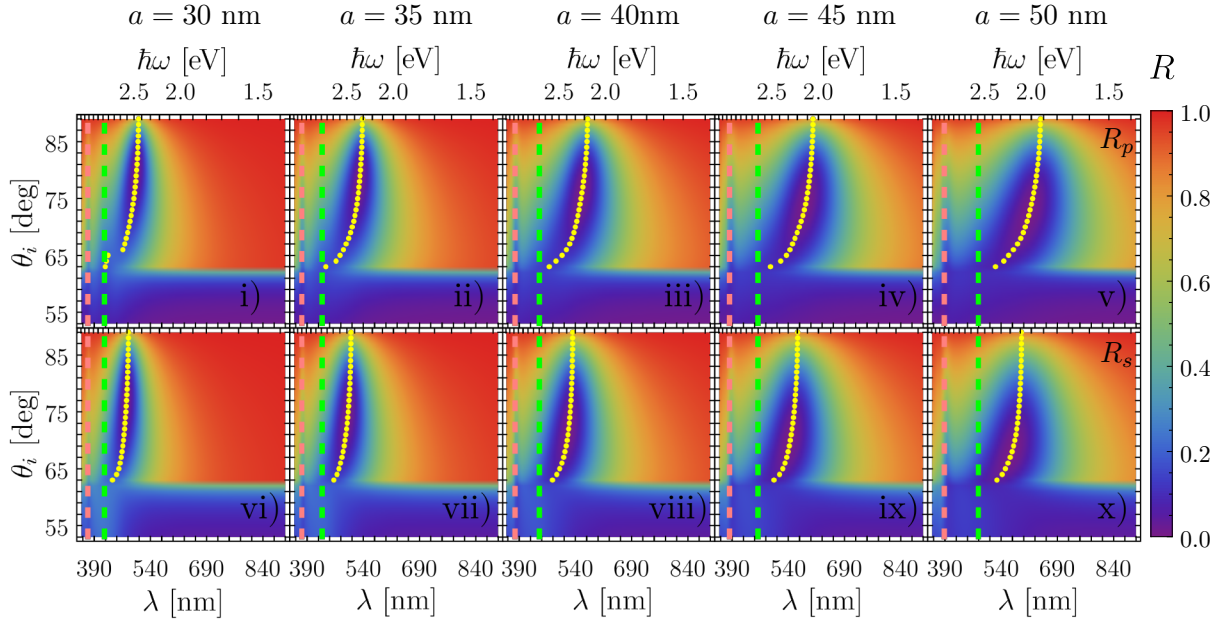 a = 30 nm a = 35 nm a = 40nm a = 45 nm a = 50 nm
ħω [eV] ħω [eV] ħω [eV] ħω [eV] ħω [eV] R
2.5 2.0 1.5 2.5 2.0 1.5 2.5 2.0 1.5 2.5 2.0 1.5 2.5 2.0 1.5
1.0
85 R_p
75
θ_i [deg] 0.8
65
i) ii) iii) iv) v)
55 0.6
85 R_s
0.4
75
θ_i [deg]
65 0.2
vi) vii) viii) ix) x)
55 0.0
390 540 690 840 390 540 690 840 390 540 690 840 390 540 690 840 390 540 690 840
λ [nm] λ [nm] λ [nm] λ [nm] λ [nm]